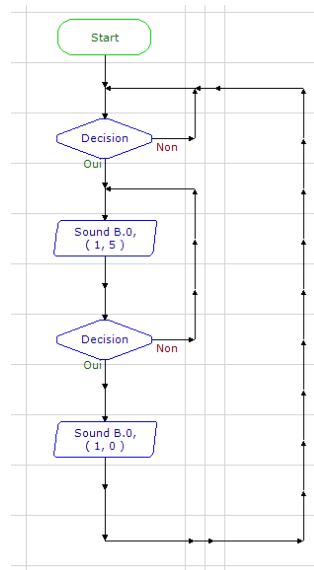 Start
Decision
Non
Oui
Sound B.0,
( 1, 5 )
Decision
Non
Oui
Sound B.0,
( 1, 0 )